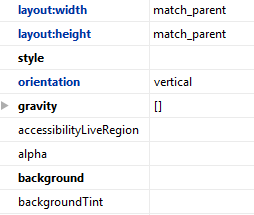 layout:width match_parent
layout:height match_parent
style
orientation vertical
gravity []
accessibilityLiveRegion
alpha
background
backgroundTint